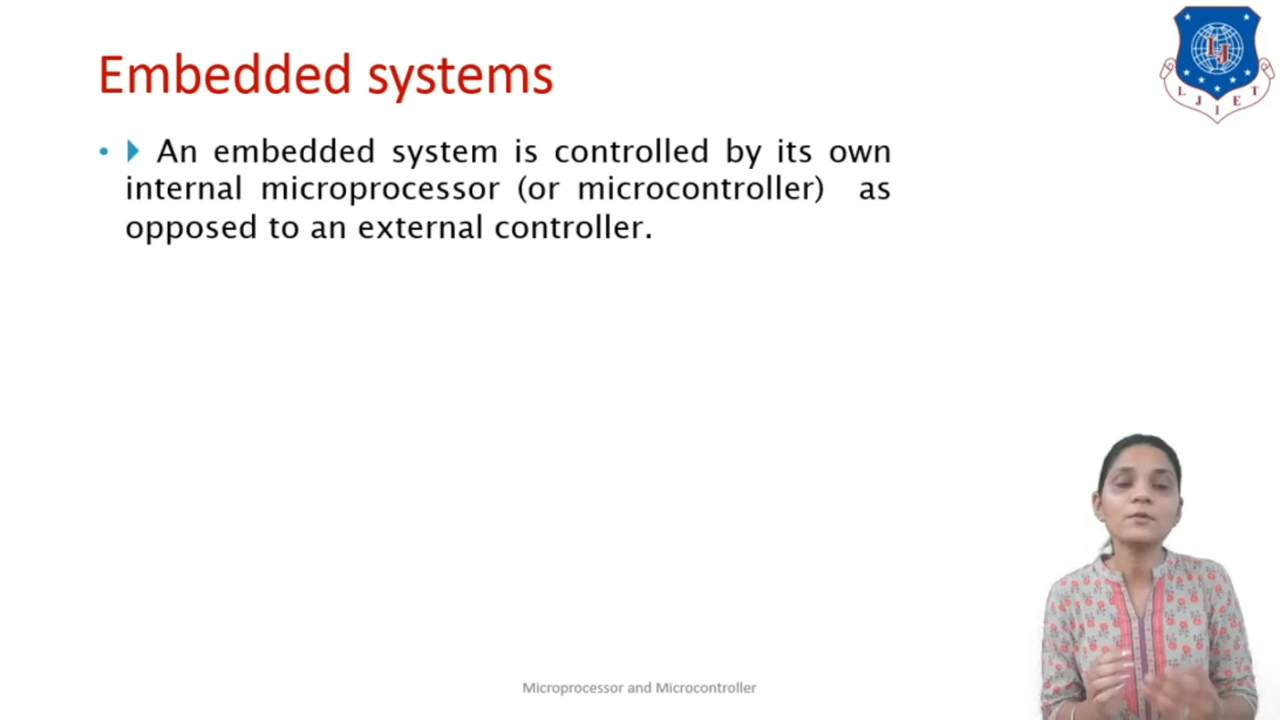 Embedded systems
L J I E T
LJ
• An embedded system is controlled by its own
internal microprocessor (or microcontroller) as
opposed to an external controller.
Microprocessor and Microcontroller